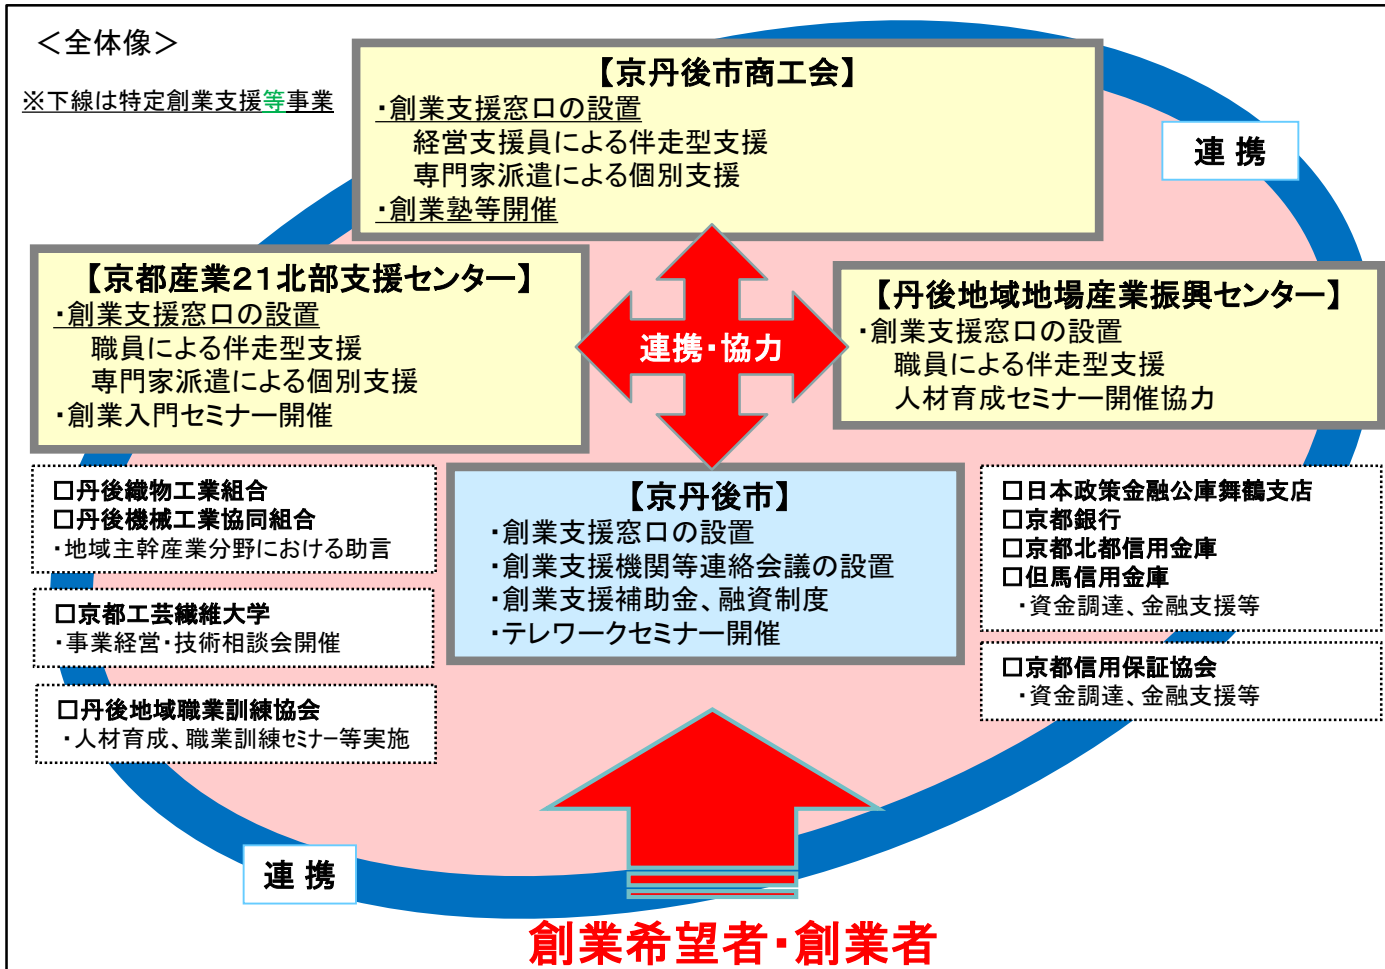 ＜全体像＞
※下線は特定創業支援等事業
【京丹後市商工会】
・創業支援窓口の設置
経営支援員による伴走型支援
専門家派遣による個別支援
・創業塾等開催
連 携
【京都産業２１北部支援センター】
・創業支援窓口の設置
職員による伴走型支援
専門家派遣による個別支援
・創業入門セミナー開催
連携・協力
【丹後地域地場産業振興センター】
・創業支援窓口の設置
職員による伴走型支援
人材育成セミナー開催協力
□丹後織物工業組合
□丹後機械工業協同組合
・地域主幹産業分野における助言
□京都工芸繊維大学
・事業経営・技術相談会開催
□丹後地域職業訓練協会
・人材育成、職業訓練ｾﾐﾅｰ等実施
【京丹後市】
・創業支援窓口の設置
・創業支援機関等連絡会議の設置
・創業支援補助金、融資制度
・テレワークセミナー開催
□日本政策金融公庫舞鶴支店
□京都銀行
□京都北都信用金庫
□但馬信用金庫
・資金調達、金融支援等
□京都信用保証協会
・資金調達、金融支援等
連 携
創業希望者・創業者